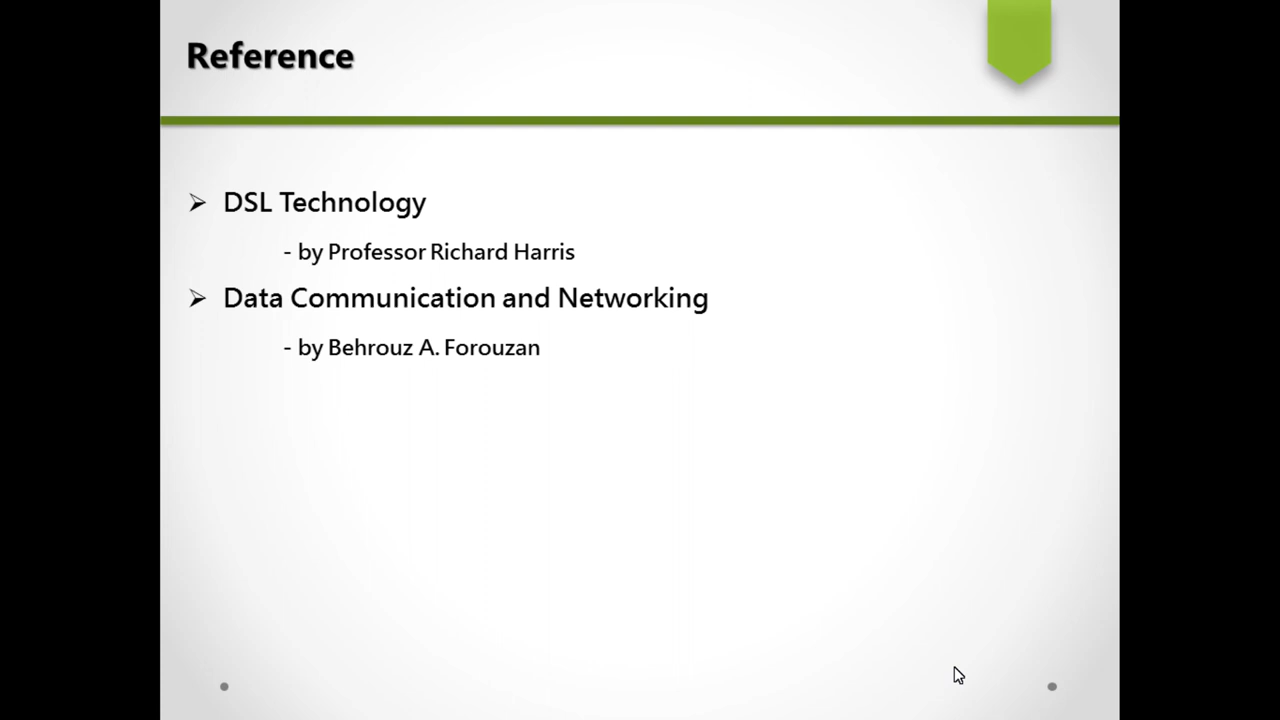 Reference
➢ DSL Technology
- by Professor Richard Harris
➢ Data Communication and Networking
- by Behrouz A. Forouzan